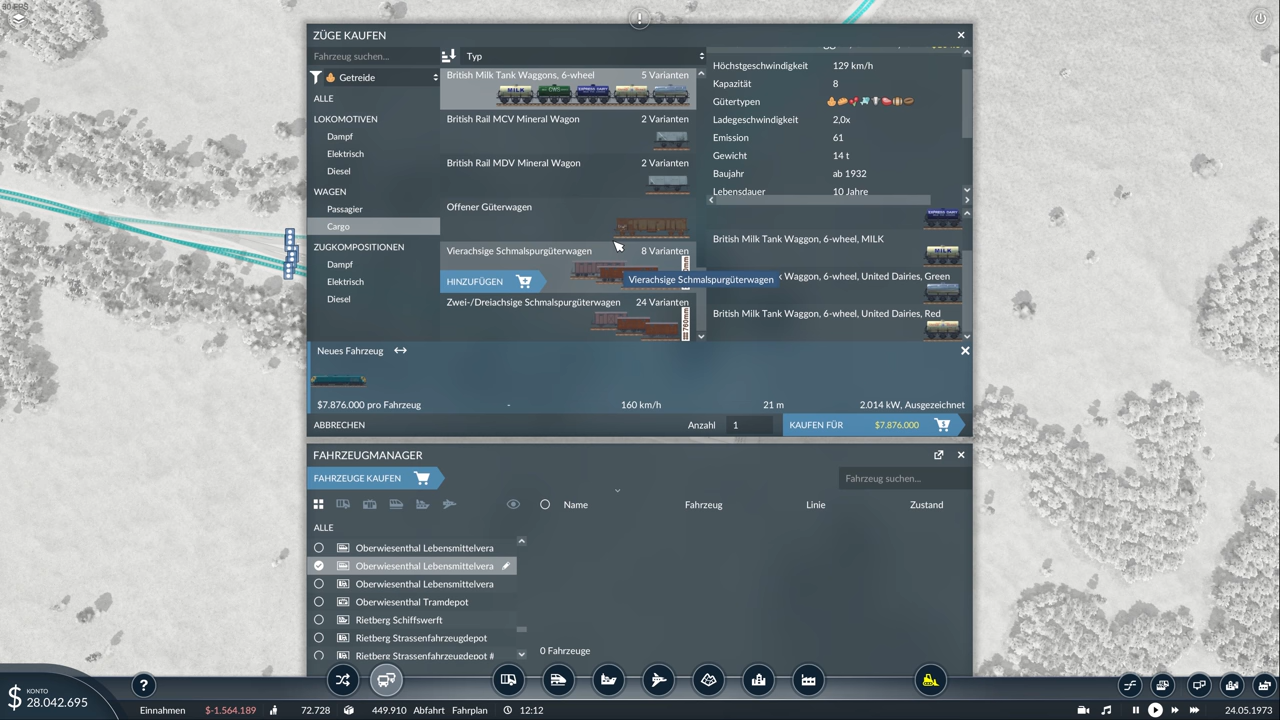 ZÜGE KAUFEN
Fahrzeug suchen...
Typ
Getreide
ALLE
LOKOMOTIVEN
Dampf
Elektrisch
Diesel
WAGEN
Passagier
Cargo
ZUGKOMPOSITIONEN
Dampf
Elektrisch
Diesel
British Milk Tank Waggons, 6-wheel 5 Varianten
MILK
British Rail MCV Mineral Wagon 2 Varianten
British Rail MDV Mineral Wagon 2 Varianten
Offener Güterwagen
Vierachsige Schmalspurgüterwagen 8 Varianten
HINZUFÜGEN
Vierachsige Schmalspurgüterwagen
Zwei-/Dreiachsige Schmalspurgüterwagen 24 Varianten
760mm
Höchstgeschwindigkeit 129 km/h
Kapazität 8
Gütertypen
Ladegeschwindigkeit 2,0x
Emission 61
Gewicht 14 t
Baujahr ab 1932
Lebensdauer 10 Jahre
EXPRESS DAIRY
British Milk Tank Waggon, 6-wheel, MILK
MILK
Waggon, 6-wheel, United Dairies, Green
British Milk Tank Waggon, 6-wheel, United Dairies, Red
Neues Fahrzeug
$7.876.000 pro Fahrzeug - 160 km/h 21 m 2.014 kW, Ausgezeichnet
ABBRECHEN Anzahl 1 KAUFEN FÜR $7.876.000
FAHRZEUGMANAGER
FAHRZEUGE KAUFEN
Fahrzeug suchen...
Name Fahrzeug Linie Zustand
ALLE
Oberwiesenthal Lebensmittelvera
Oberwiesenthal Lebensmittelvera
Oberwiesenthal Lebensmittelvera
Oberwiesenthal Tramdepot
Rietberg Schiffswerft
Rietberg Strassenfahrzeugdepot
Rietberg Strassenfahrzeugdepot #
0 Fahrzeuge
$ KONTO
28.042.695
?
Einnahmen $-1.564.189 72.728 449.910 Abfahrt Fahrplan 12:12
24.05.1973